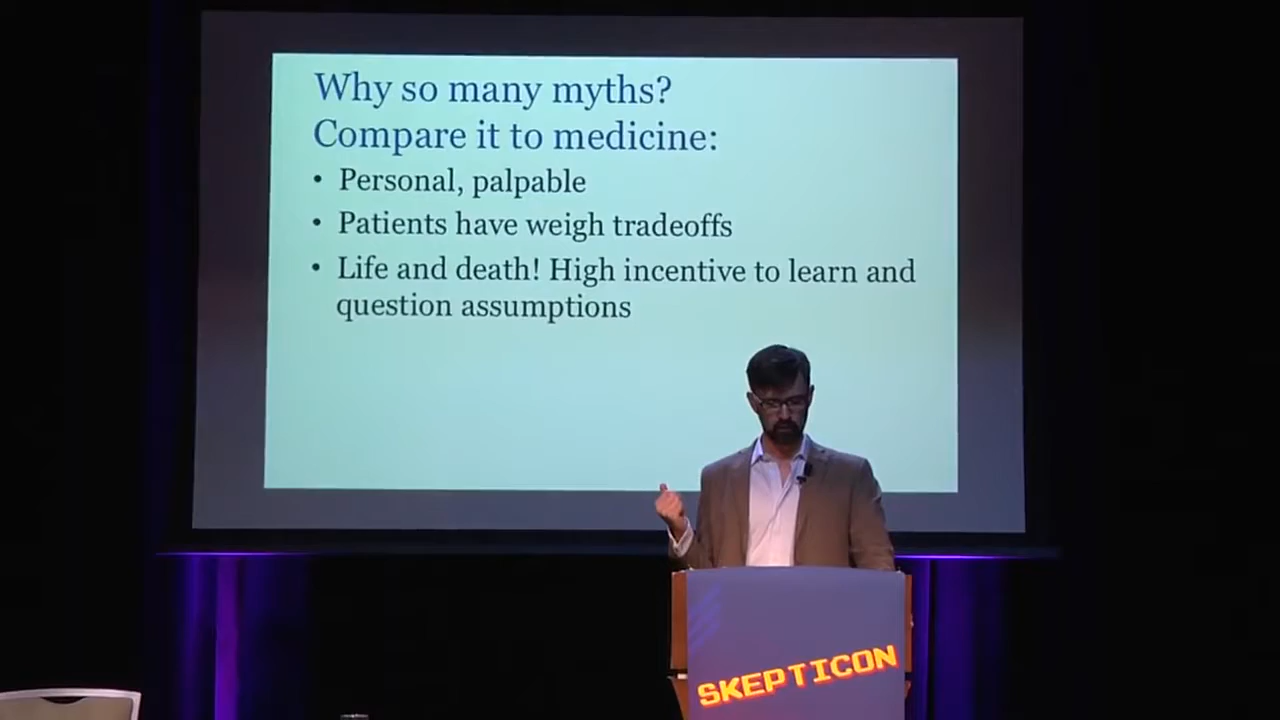 Why so many myths?
Compare it to medicine:
• Personal, palpable
• Patients have weigh tradeoffs
• Life and death! High incentive to learn and
question assumptions
SKEPTICON